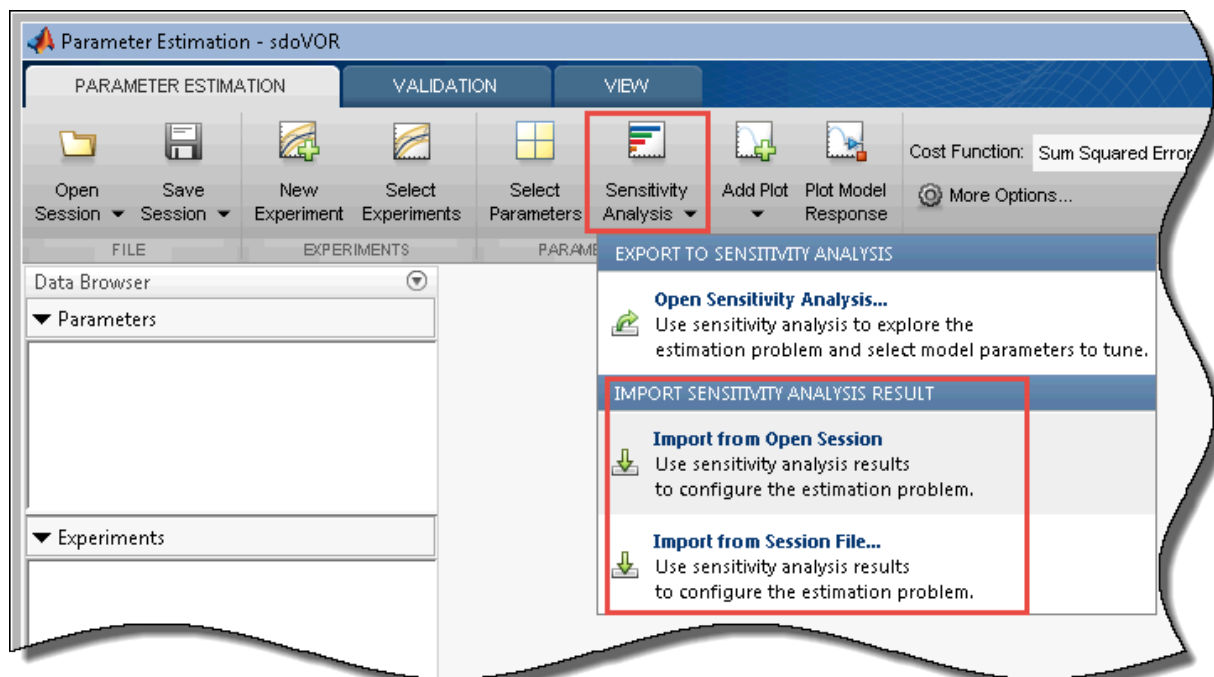 Parameter Estimation - sdoVOR
PARAMETER ESTIMATION VALIDATION VIEW
Open Session Save Session New Experiment Select Experiments Select Parameters Sensitivity Analysis Add Plot Plot Model Response
Cost Function: Sum Squared Error
More Options...
FILE EXPERIMENTS
Data Browser
Parameters
Experiments
EXPORT TO SENSITIVITY ANALYSIS
Open Sensitivity Analysis...
Use sensitivity analysis to explore the
estimation problem and select model parameters to tune.
IMPORT SENSITIVITY ANALYSIS RESULT
Import from Open Session
Use sensitivity analysis results
to configure the estimation problem.
Import from Session File...
Use sensitivity analysis results
to configure the estimation problem.